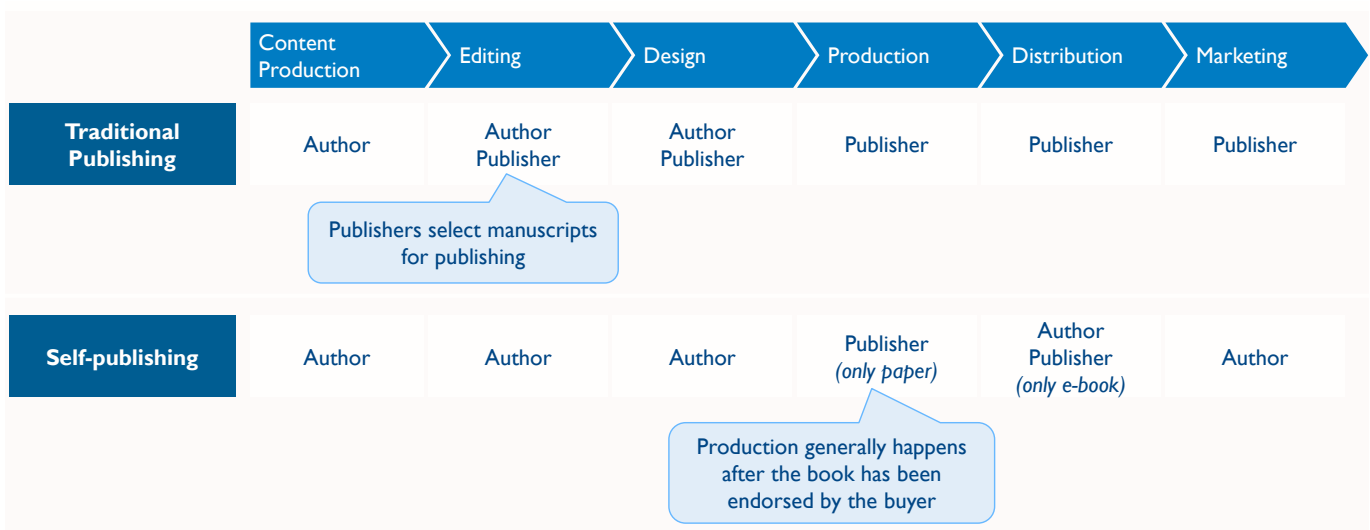 Content
Production
Editing
Design
Production
Distribution
Marketing
Traditional
Publishing
Author
Author
Publisher
Author
Publisher
Publisher
Publisher
Publisher
Publishers select manuscripts
for publishing
Self-publishing
Author
Author
Author
Publisher
(only paper)
Author
Publisher
(only e-book)
Author
Production generally happens
after the book has been
endorsed by the buyer